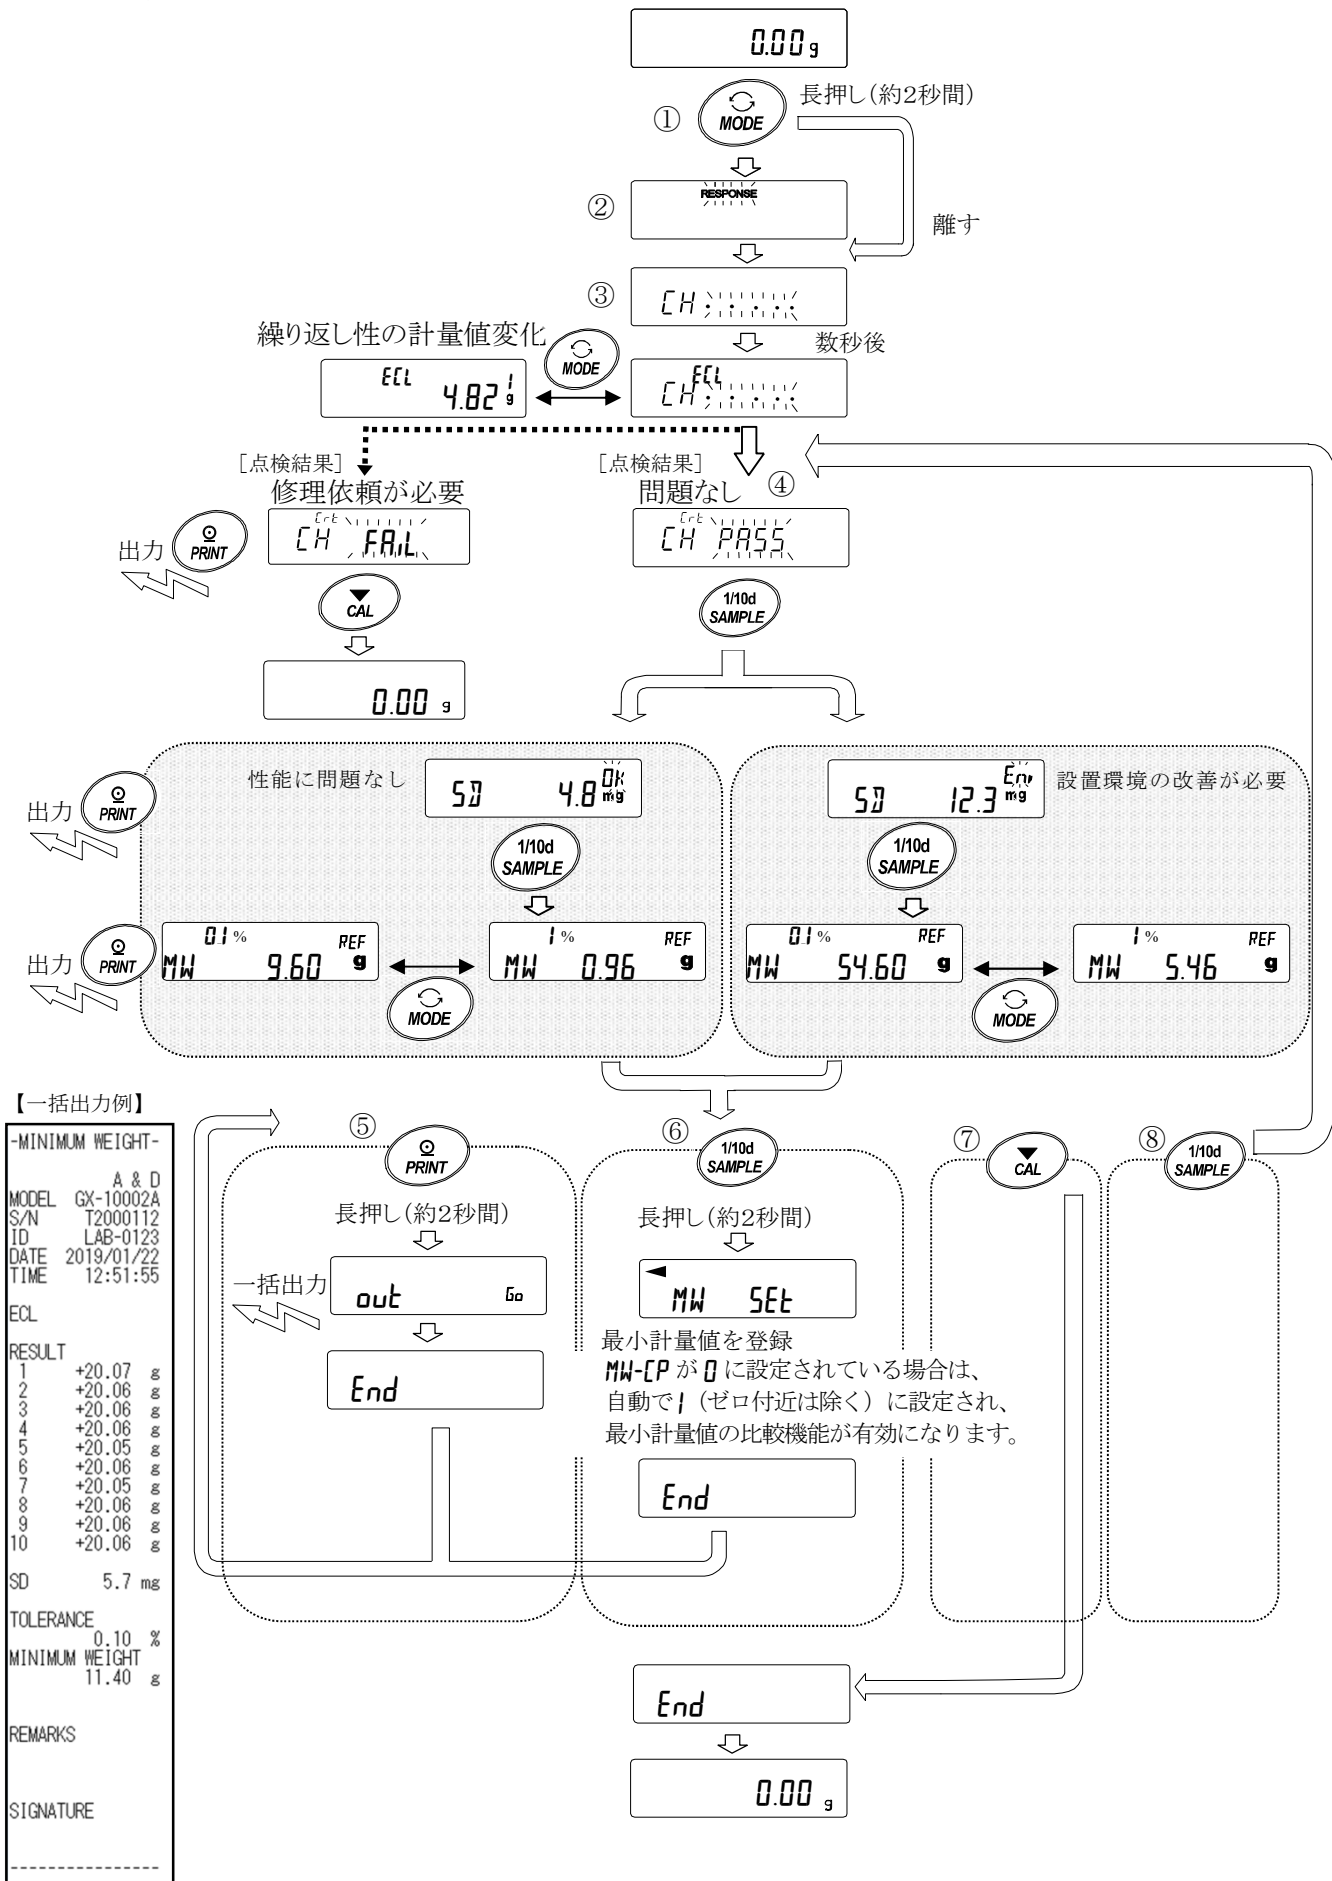 0.00 g
① MODE 長押し(約2秒間)
② RESPONSE
離す
③ CH
繰り返し性の計量値変化
MODE
数秒後
ECL 4.82 g
ECL CH
[点検結果]
修理依頼が必要
[点検結果]
問題なし ④
Crt CH FAiL
Crt CH PASS
出力 PRINT
CAL
1/10d SAMPLE
0.00 g
性能に問題なし
SD 4.8 OK mg
SD 12.3 Env mg
設置環境の改善が必要
出力 PRINT
1/10d SAMPLE
1/10d SAMPLE
0.1 % REF
MW 9.60 g
1 % REF
MW 0.96 g
0.1 % REF
MW 54.60 g
1 % REF
MW 5.46 g
出力 PRINT
MODE
MODE
【一括出力例】
-MINIMUM WEIGHT-
A & D
MODEL GX-10002A
S/N T2000112
ID LAB-0123
DATE 2019/01/22
TIME 12:51:55
ECL
RESULT
1 +20.07 g
2 +20.06 g
3 +20.06 g
4 +20.06 g
5 +20.05 g
6 +20.06 g
7 +20.05 g
8 +20.06 g
9 +20.06 g
10 +20.06 g
SD 5.7 mg
TOLERANCE
0.10 %
MINIMUM WEIGHT
11.40 g
REMARKS
SIGNATURE
----------------
⑤ PRINT
長押し(約2秒間)
一括出力
out Go
End
⑥ 1/10d SAMPLE
長押し(約2秒間)
MW SEt
最小計量値を登録
MW-CP が 0 に設定されている場合は、
自動で 1 (ゼロ付近は除く) に設定され、
最小計量値の比較機能が有効になります。
End
⑦ CAL
⑧ 1/10d SAMPLE
End
0.00 g